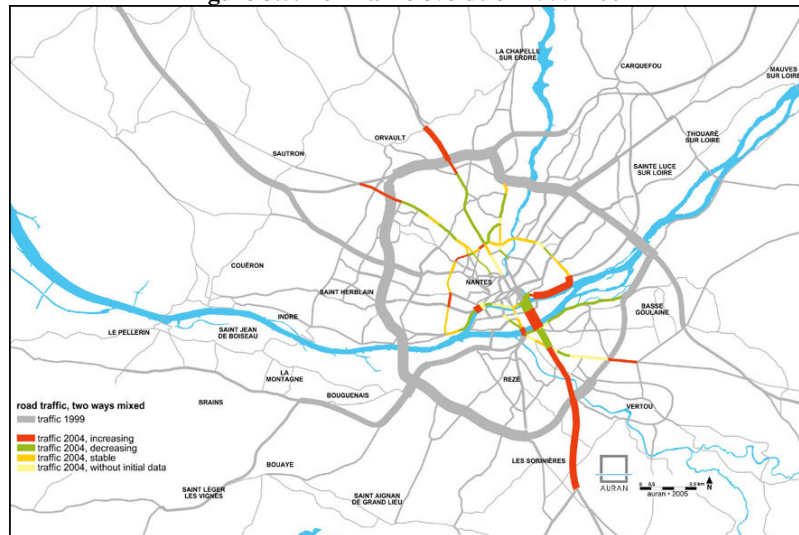 LA CHAPELLE
SUR ERDRE
CARQUEFOU
MAUVES
SUR LOIRE
ORVAULT
THOUARÉ
SUR LOIRE
SAUTRON
SAINTE LUCE
SUR LOIRE
COUËRON
NANTES
SAINT HERBLAIN
INDRE
BASSE
GOULAINE
LE PELLERIN
SAINT JEAN
DE BOISEAU
LA
MONTAGNE
REZÉ
BRAINS
BOUGUENAIS
VERTOU
road traffic, two ways mixed
traffic 1999
traffic 2004, increasing
traffic 2004, decreasing
traffic 2004, stable
traffic 2004, without initial data
LES SORINIÈRES
BOUAYE
SAINT LÉGER
LES VIGNES
SAINT AIGNAN
DE GRAND LIEU
AURAN
auran • 2005
N